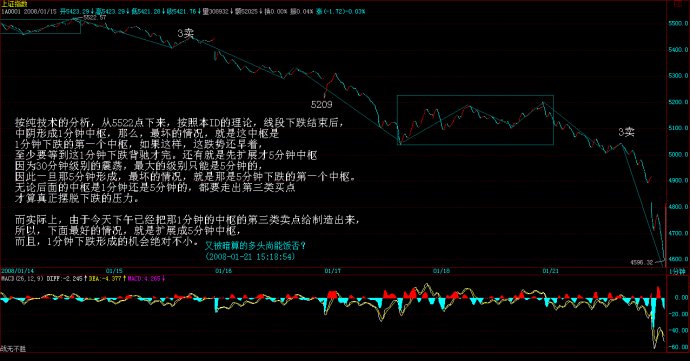 上证指数
1A0001 2008/01/15 开5423.29↓高5423.29↓低5421.28↓收5421.76↓量308932↓额52025↓换0.00% 振0.04% 涨(-1.72)-0.03%
5522.57
3卖
5500
5400
5300
5209
5200
5100
3卖
5000
4900
4800
4700
4600
4596.32
按纯技术的分析，从5522点下来，按照本ID的理论，线段下跌结束后，
中阴形成1分钟中枢，那么，最坏的情况，就是这中枢是
1分钟下跌的第一个中枢，如果这样，这跌势还早着，
至少要等到这1分钟下跌背驰才完。还有就是先扩展才5分钟中枢
因为30分钟级别的震荡，最大的级别只能是5分钟的，
因此一旦那5分钟形成，最坏的情况，就是那是5分钟下跌的第一个中枢。
无论后面的中枢是1分钟还是5分钟的，都要走出第三类买点
才算真正摆脱下跌的压力。
而实际上，由于今天下午已经把那1分钟的中枢的第三类卖点给制造出来，
所以，下面最好的情况，就是扩展成5分钟中枢，
而且，1分钟下跌形成的机会绝对不小。
又被暗算的多头尚能饭否？
(2008-01-21 15:18:54)
2008/01/14
01/15
01/16
01/17
01/18
01/21
1分钟
MACD(26,12,9) DIFF:-2.245↑DEA:-4.377↑MACD:4.263↓
0.00
-20.00
-40.00
-60.00
战无不胜